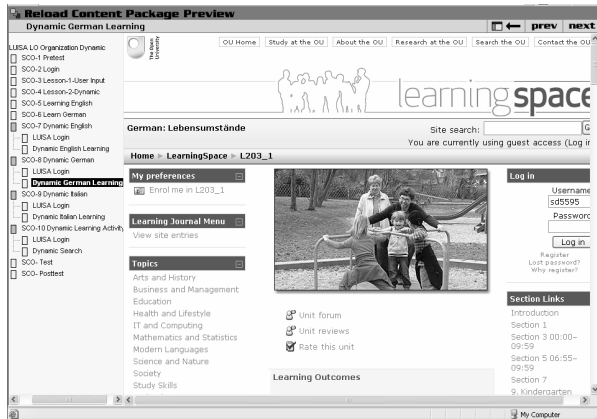 Reload Content Package Preview
Dynamic German Learning
prev next
LUISA LO Organization Dynamic
SCO-1 Pretest
SCO-2 Login
SCO-3 Lesson-1-User Input
SCO-4 Lesson-2-Dynamic
SCO-5 Learning English
SCO-6 Learn German
SCO-7 Dynamic English
LUISA Login
Dynamic English Learning
SCO-8 Dynamic German
LUISA Login
Dynamic German Learning
SCO-9 Dynamic Italian
LUISA Login
Dynamic Italian Learning
SCO-10 Dynamic Learning Activity
LUISA Login
Dynamic Search
SCO- Test
SCO- Posttest
The Open
University
OU Home Study at the OU About the OU Research at the OU Search the OU Contact the OU
learningspace
German: Lebensumstände
Site search: G
You are currently using guest access (Log in
Home ► LearningSpace ► L203_1
My preferences
Enrol me in L203_1
Learning Journal Menu
View site entries
Topics
Arts and History
Business and Management
Education
Health and Lifestyle
IT and Computing
Mathematics and Statistics
Modern Languages
Science and Nature
Society
Study Skills
Unit forum
Unit reviews
Rate this unit
Learning Outcomes
Log in
Username
sd5595
Password
Log in
Register
Lost password?
Why register?
Section Links
Introduction
Section 1
Section 3 00:00–
09:59
Section 5 06:55–
09:59
Section 7
9. Kindergarten
My Computer